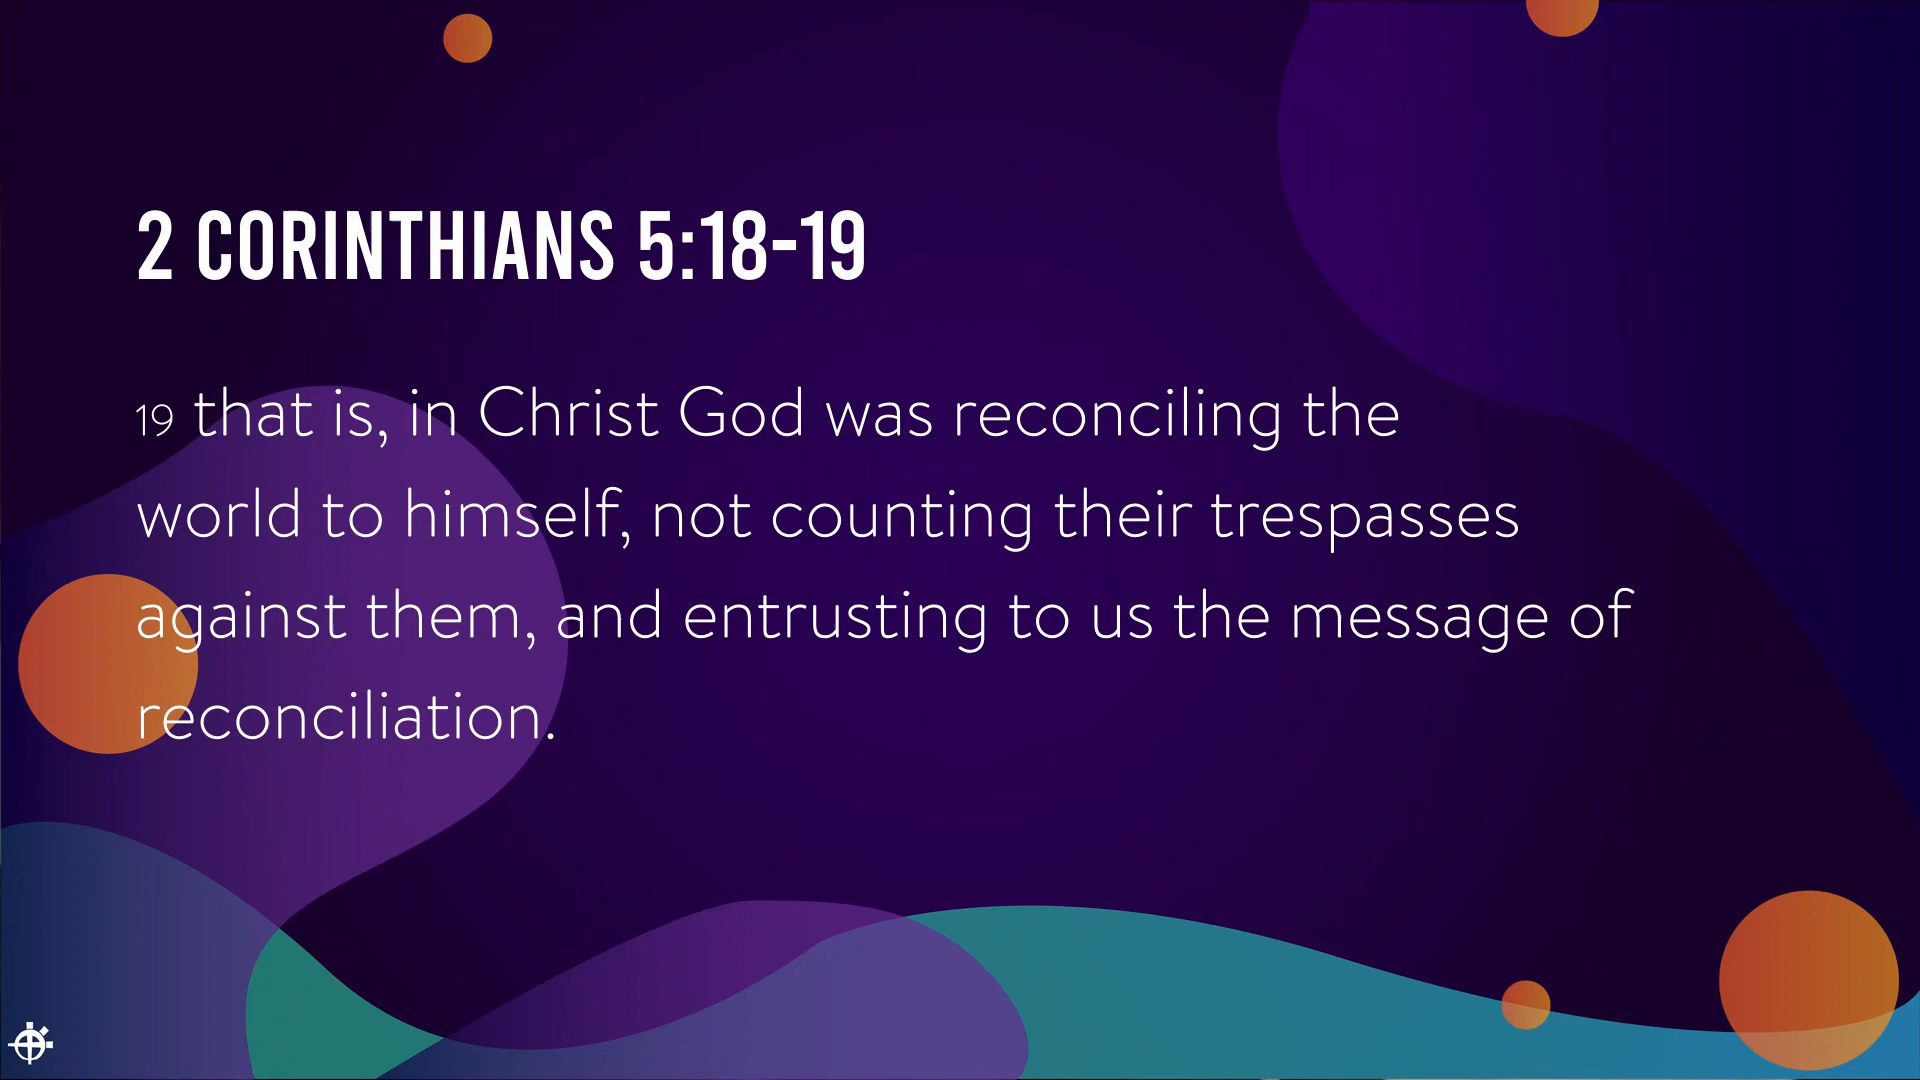 2 CORINTHIANS 5:18-19
19 that is, in Christ God was reconciling the
world to himself, not counting their trespasses
against them, and entrusting to us the message of
reconciliation.